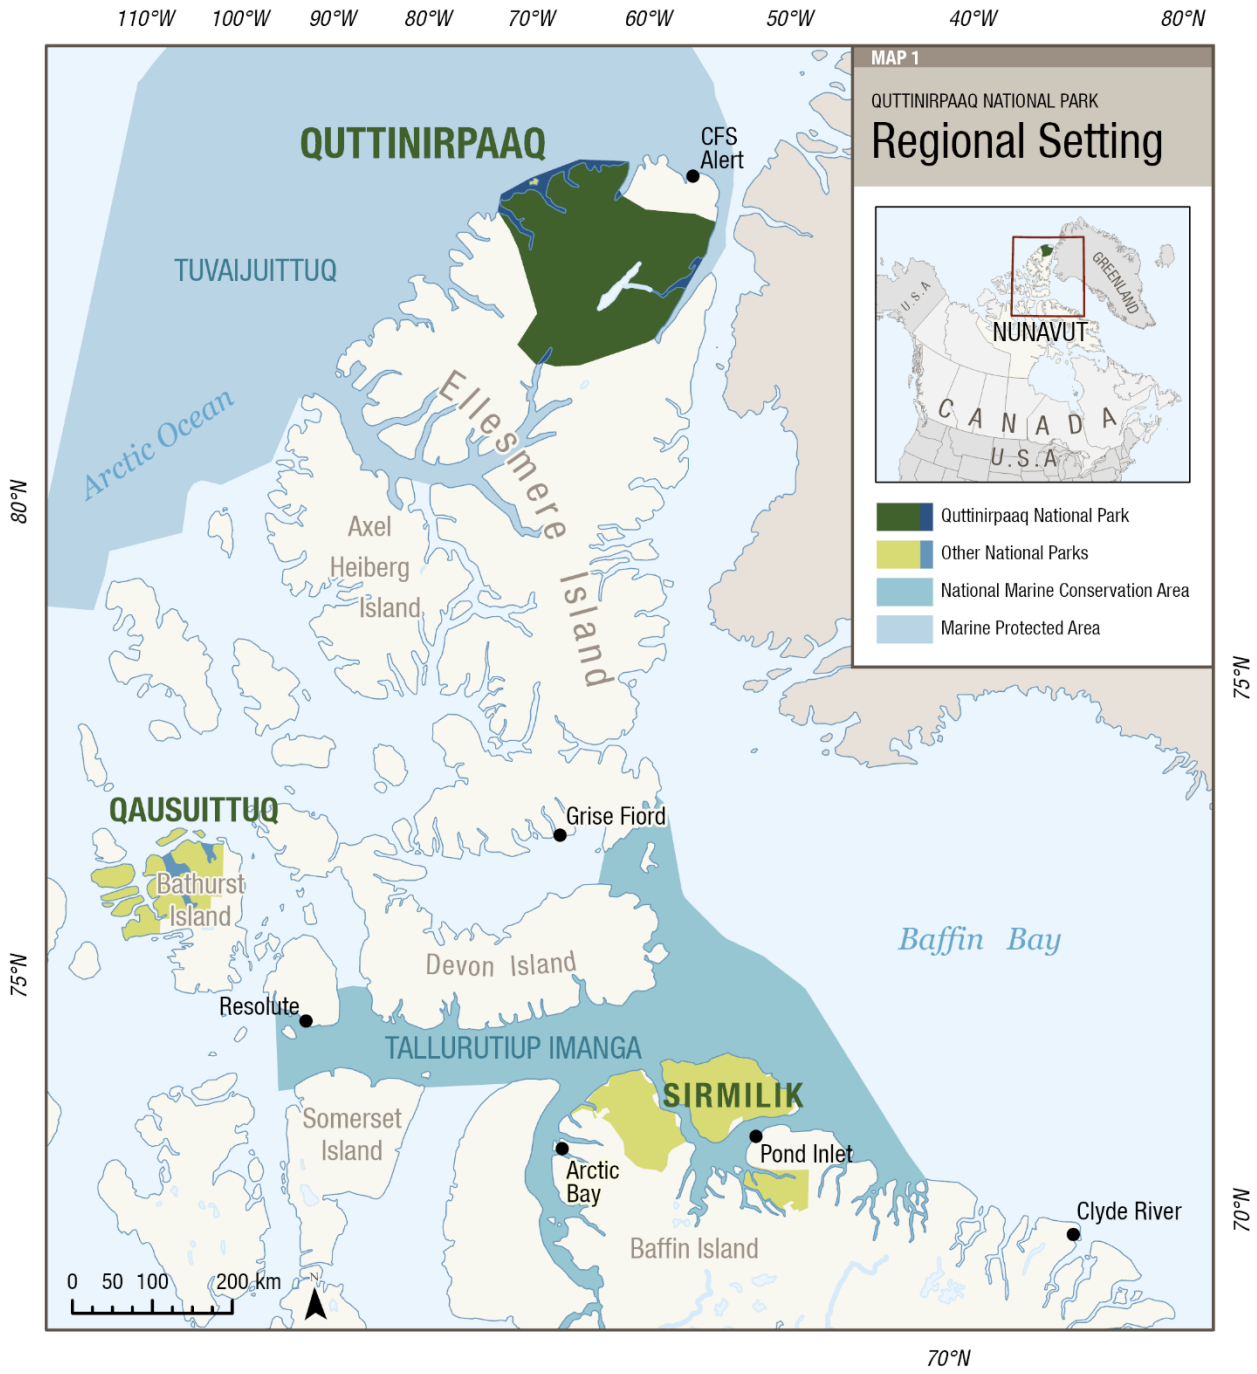 110°W 100°W 90°W 80°W 70°W 60°W 50°W 40°W 80°N
MAP 1
QUTTINIRPAAQ NATIONAL PARK
Regional Setting
QUTTINIRPAAQ
CFS
Alert
TUVAIJUITTUQ
Arctic Ocean
Ellesmere Island
U.S.A
GREENLAND
NUNAVUT
CANADA
U.S.A
80°N
Axel
Heiberg
Island
Quttinirpaaq National Park
Other National Parks
National Marine Conservation Area
Marine Protected Area
75°N
QAUSUITTUQ
Grise Fiord
Bathurst
Island
Baffin Bay
Devon Island
75°N
Resolute
TALLURUTIUP IMANGA
SIRMILIK
Somerset
Island
Pond Inlet
Arctic
Bay
Clyde River
70°N
Baffin Island
0 50 100 200 km
N
70°N